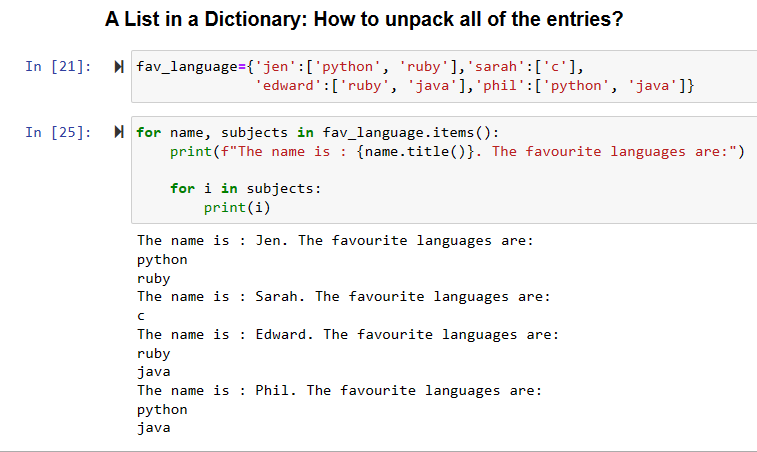 A List in a Dictionary: How to unpack all of the entries?
In [21]: fav_language={'jen':['python', 'ruby'],'sarah':['c'],
'edward':['ruby', 'java'],'phil':['python', 'java']}
In [25]: for name, subjects in fav_language.items():
print(f"The name is : {name.title()}. The favourite languages are:")
for i in subjects:
print(i)
The name is : Jen. The favourite languages are:
python
ruby
The name is : Sarah. The favourite languages are:
c
The name is : Edward. The favourite languages are:
ruby
java
The name is : Phil. The favourite languages are:
python
java